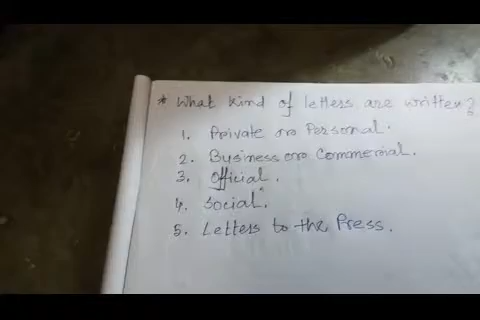 * What kind of letters are written?
1. Private or Personal.
2. Business or Commercial.
3. Official.
4. Social.
5. Letters to the Press.